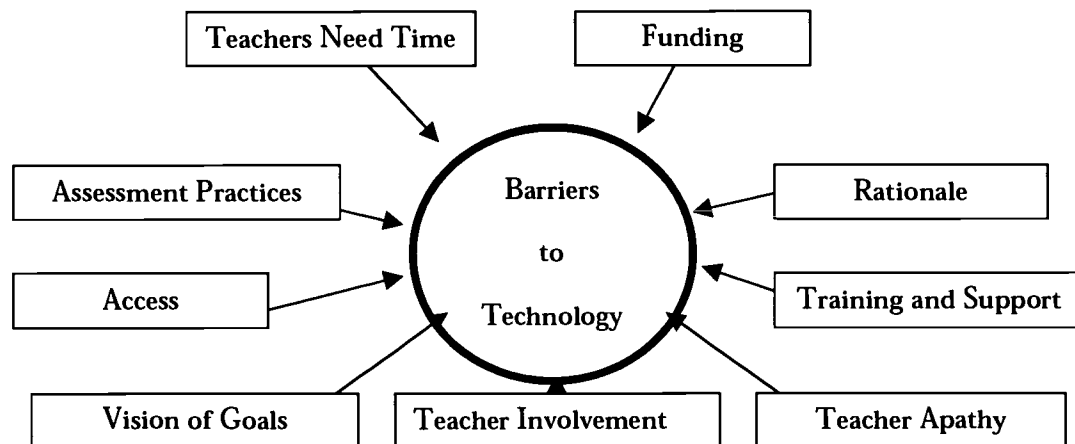 Teachers Need Time
Funding
Assessment Practices
Barriers
to
Technology
Rationale
Access
Training and Support
Vision of Goals
Teacher Involvement
Teacher Apathy